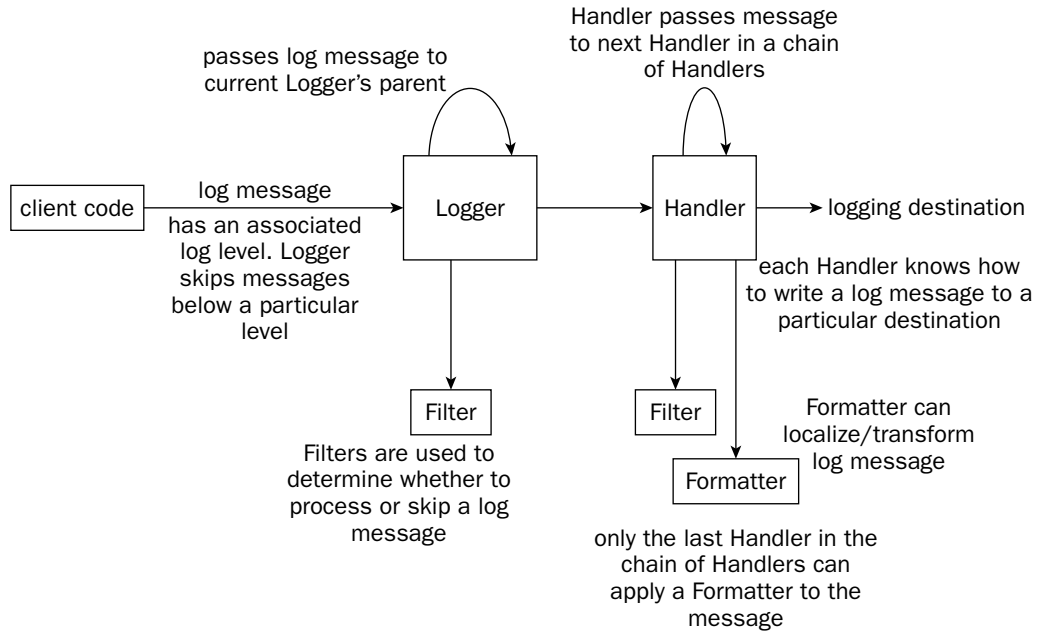 Handler passes message
to next Handler in a chain
of Handlers
passes log message to
current Logger's parent
client code
log message
has an associated
log level. Logger
skips messages
below a particular
level
Logger
Handler
logging destination
each Handler knows how
to write a log message to a
particular destination
Filter
Filters are used to
determine whether to
process or skip a log
message
Filter
Formatter can
localize/transform
log message
Formatter
only the last Handler in the
chain of Handlers can
apply a Formatter to the
message